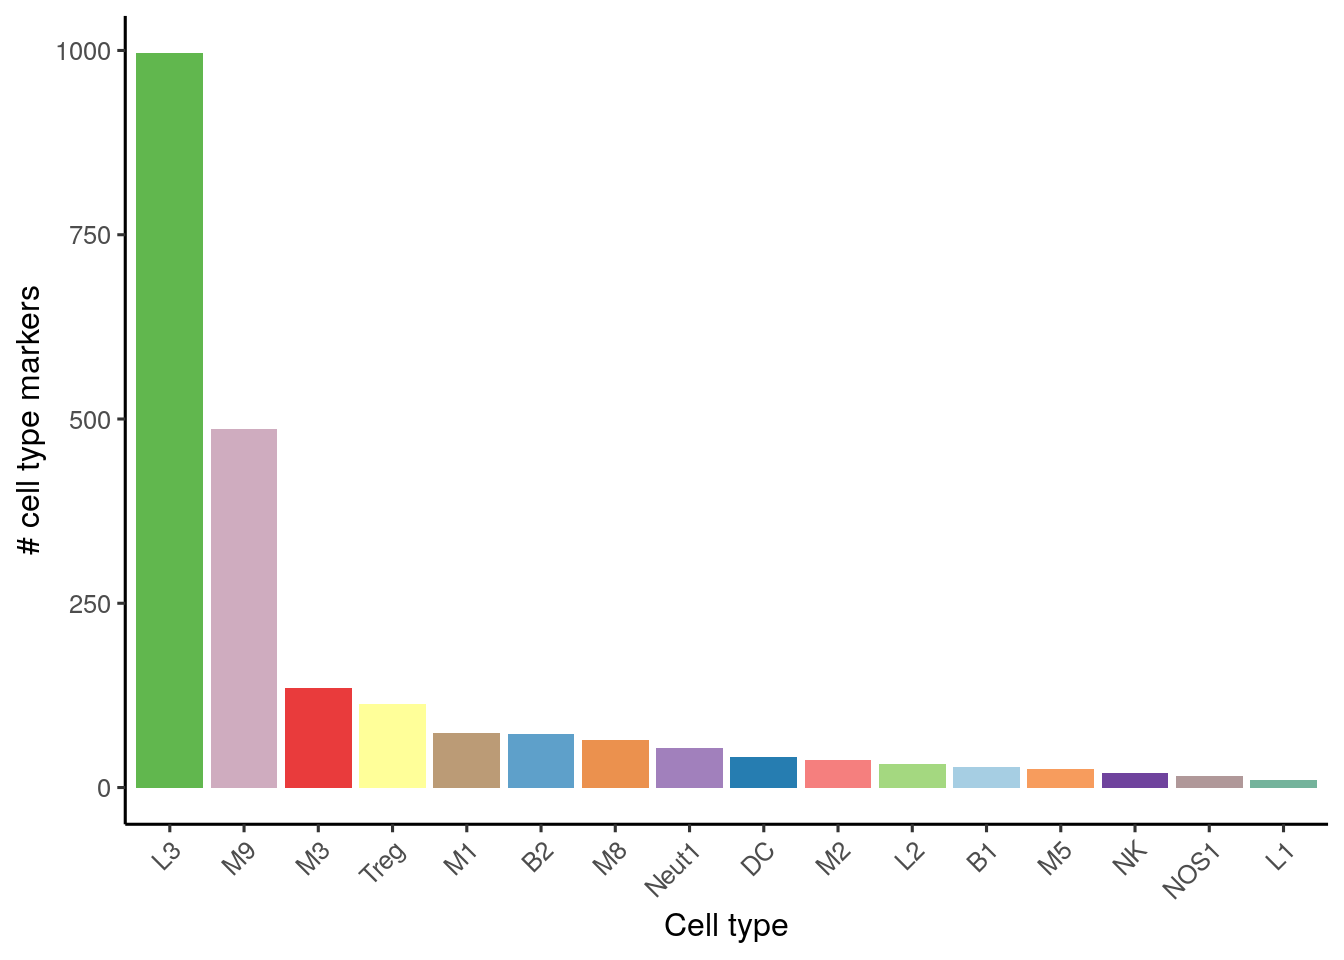 # cell type markers
1000
750
500
250
0
L3
M9
M3
Treg
M1
B2
M8
Neut1
DC
M2
L2
B1
M5
NK
NOS1
L1
Cell type